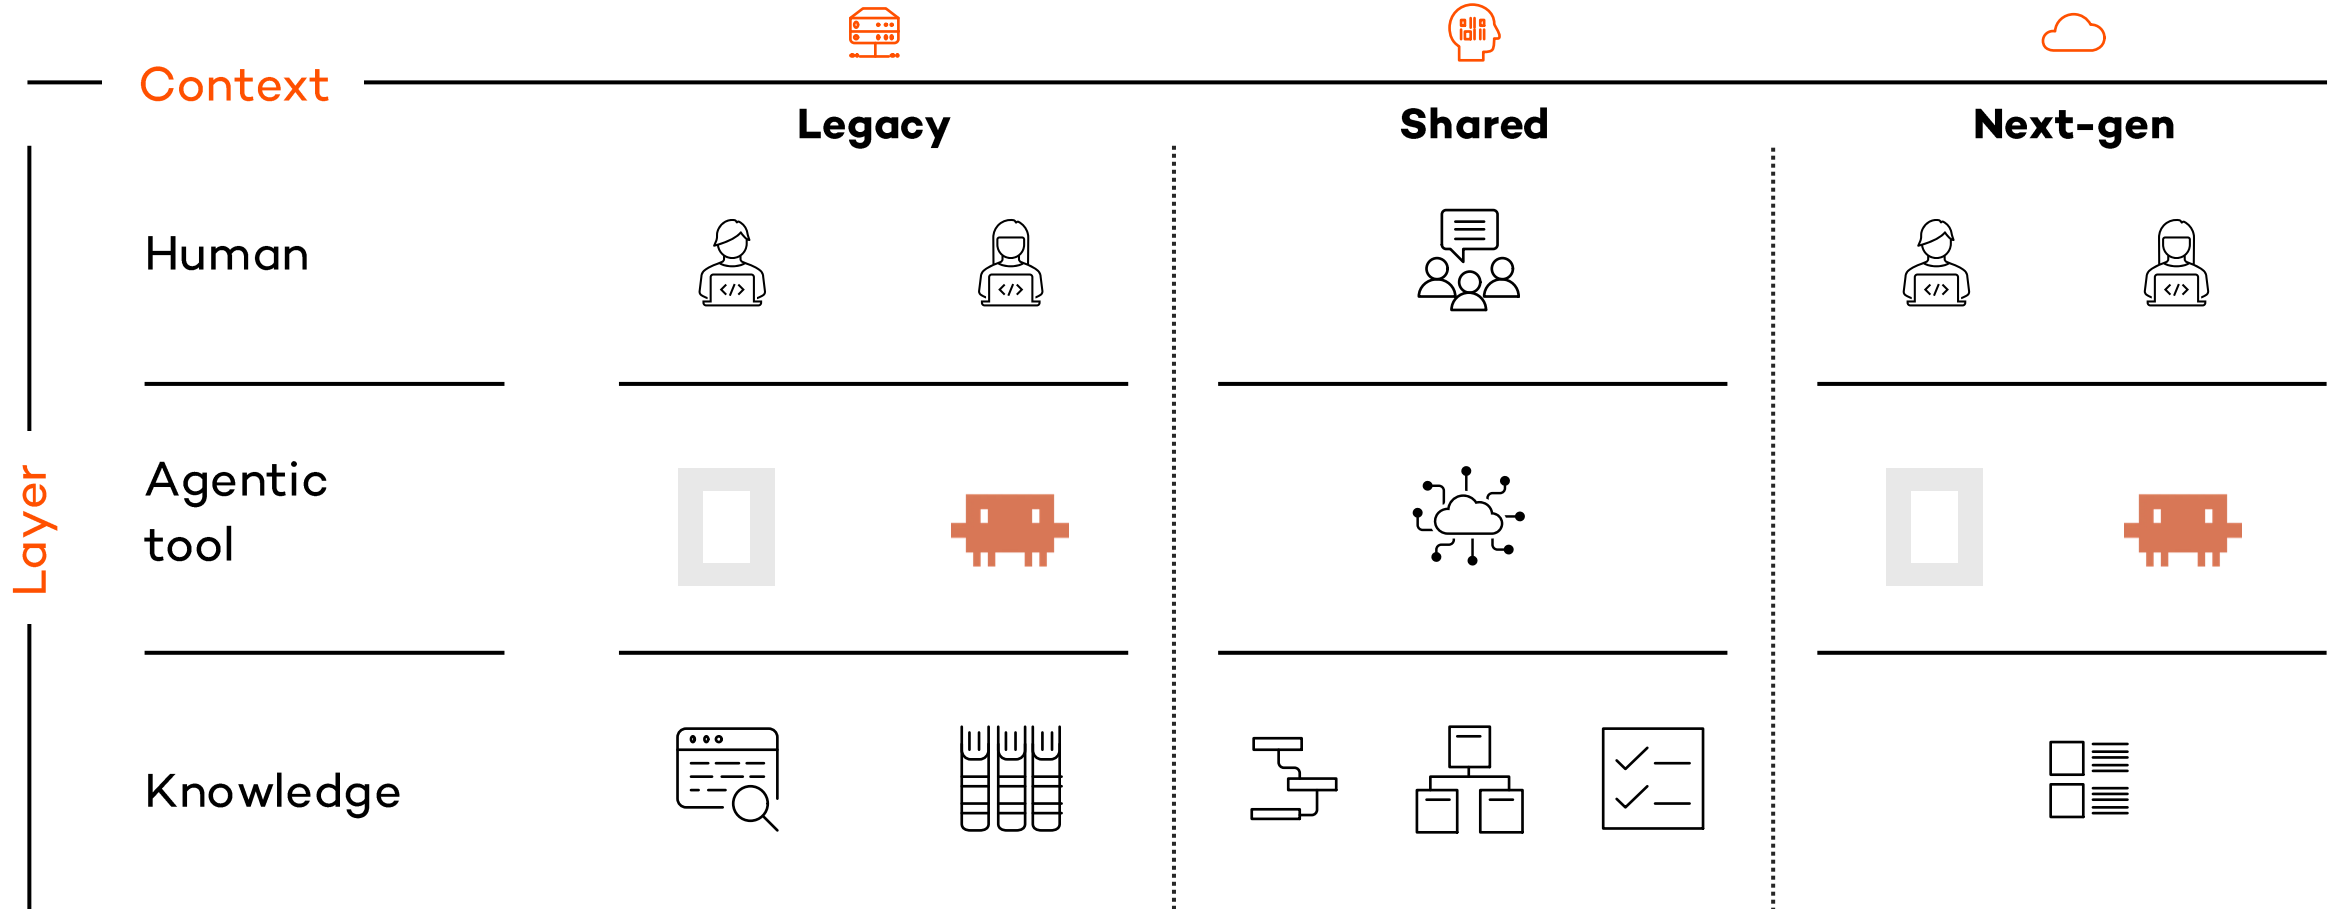 Context
Legacy
Shared
Next-gen
Layer
Human
Agentic
tool
Knowledge